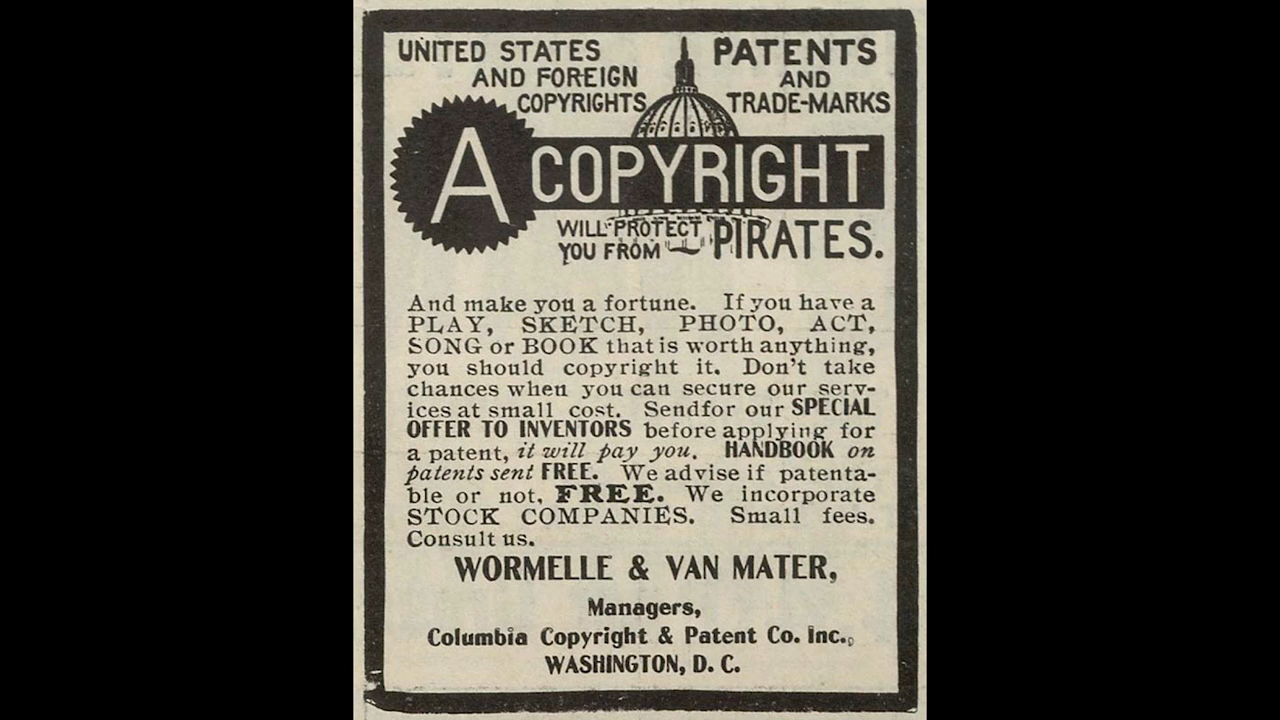 UNITED STATES
AND FOREIGN
COPYRIGHTS
PATENTS
AND
TRADE-MARKS
A COPYRIGHT
WILL PROTECT
YOU FROM
PIRATES.
And make you a fortune. If you have a
PLAY, SKETCH, PHOTO, ACT,
SONG or BOOK that is worth anything,
you should copyright it. Don't take
chances when you can secure our serv-
ices at small cost. Sendfor our SPECIAL
OFFER TO INVENTORS before applying for
a patent, it will pay you. HANDBOOK on
patents sent FREE. We advise if patenta-
ble or not, FREE. We incorporate
STOCK COMPANIES. Small fees.
Consult us.
WORMELLE & VAN MATER,
Managers,
Columbia Copyright & Patent Co. Inc.,
WASHINGTON, D. C.